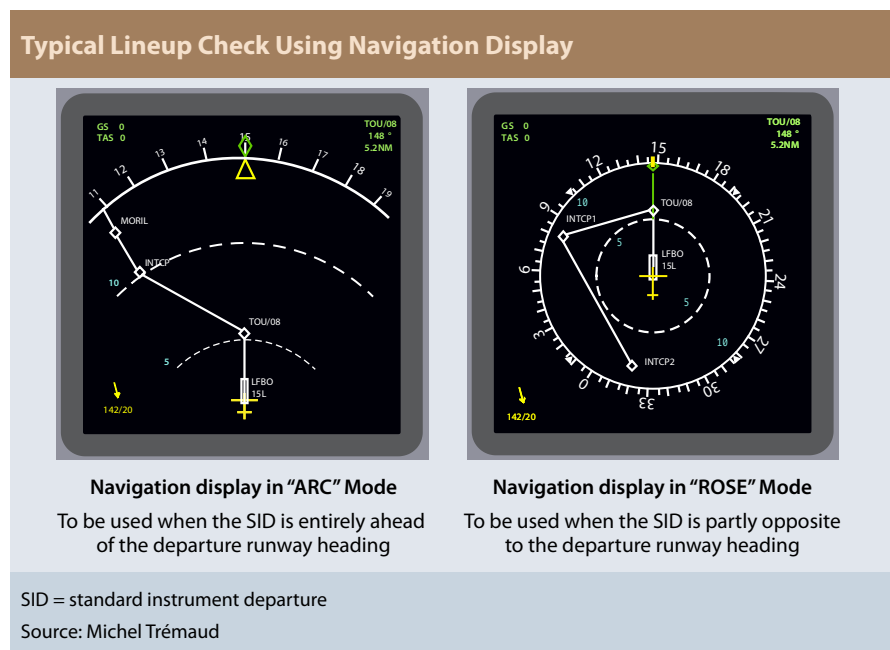 Typical Lineup Check Using Navigation Display
GS 0
TAS 0
TOU/08
148 °
5.2NM
11
12
13
14
15
16
17
18
19
MORIL
INTCP
10
TOU/08
5
LFBO
15L
142/20
GS 0
TAS 0
TOU/08
148 °
5.2NM
12
15
18
21
24
27
30
33
0
3
6
9
10
TOU/08
INTCP1
5
LFBO
15L
5
10
INTCP2
142/20
Navigation display in “ARC” Mode
To be used when the SID is entirely ahead
of the departure runway heading
Navigation display in “ROSE” Mode
To be used when the SID is partly opposite
to the departure runway heading
SID = standard instrument departure
Source: Michel Trémaud